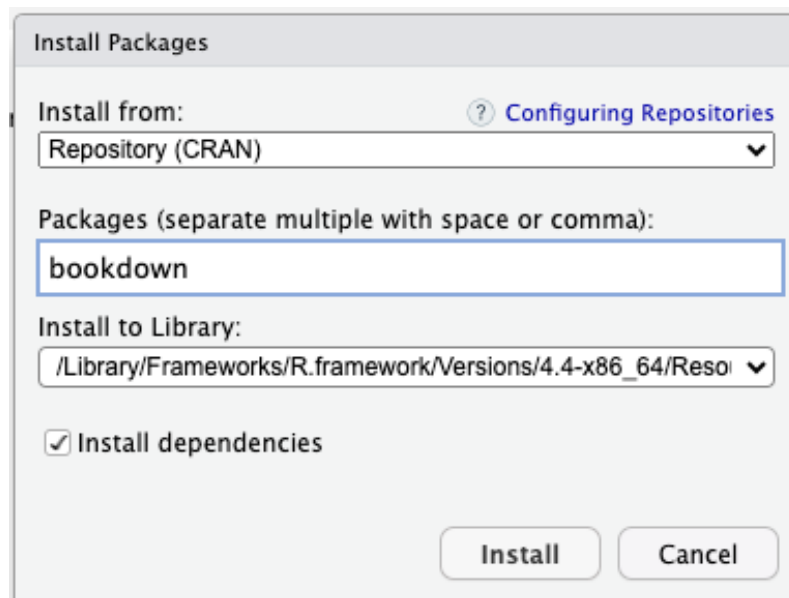 Install Packages
Install from:
? Configuring Repositories
Repository (CRAN)
Packages (separate multiple with space or comma):
bookdown
Install to Library:
/Library/Frameworks/R.framework/Versions/4.4-x86_64/Resou
Install dependencies
Install Cancel